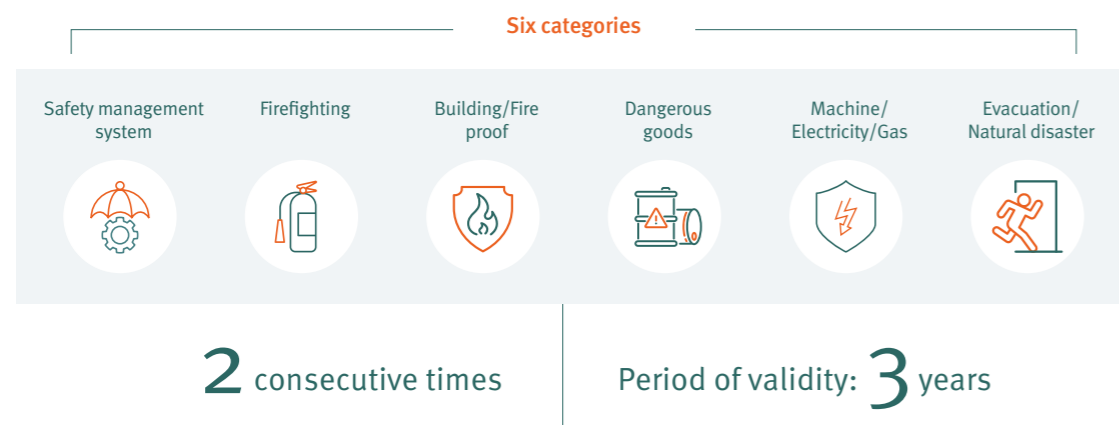 Six categories
Safety management
system
Firefighting
Building/Fire
proof
Dangerous
goods
Machine/
Electricity/Gas
Evacuation/
Natural disaster
2 consecutive times
Period of validity: 3 years